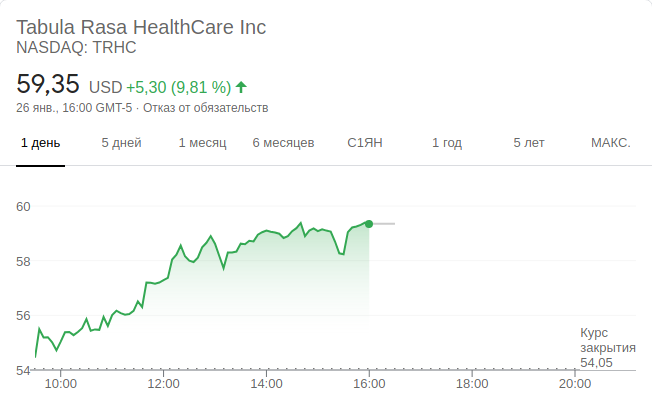 Tabula Rasa HealthCare Inc
NASDAQ: TRHC
59,35 USD +5,30 (9,81 %)
26 янв., 16:00 GMT-5 · Отказ от обязательств
1 день 5 дней 1 месяц 6 месяцев С1ЯН 1 год 5 лет МАКС.
60
58
56
54
Курс
закрытия
54,05
10:00 12:00 14:00 16:00 18:00 20:00